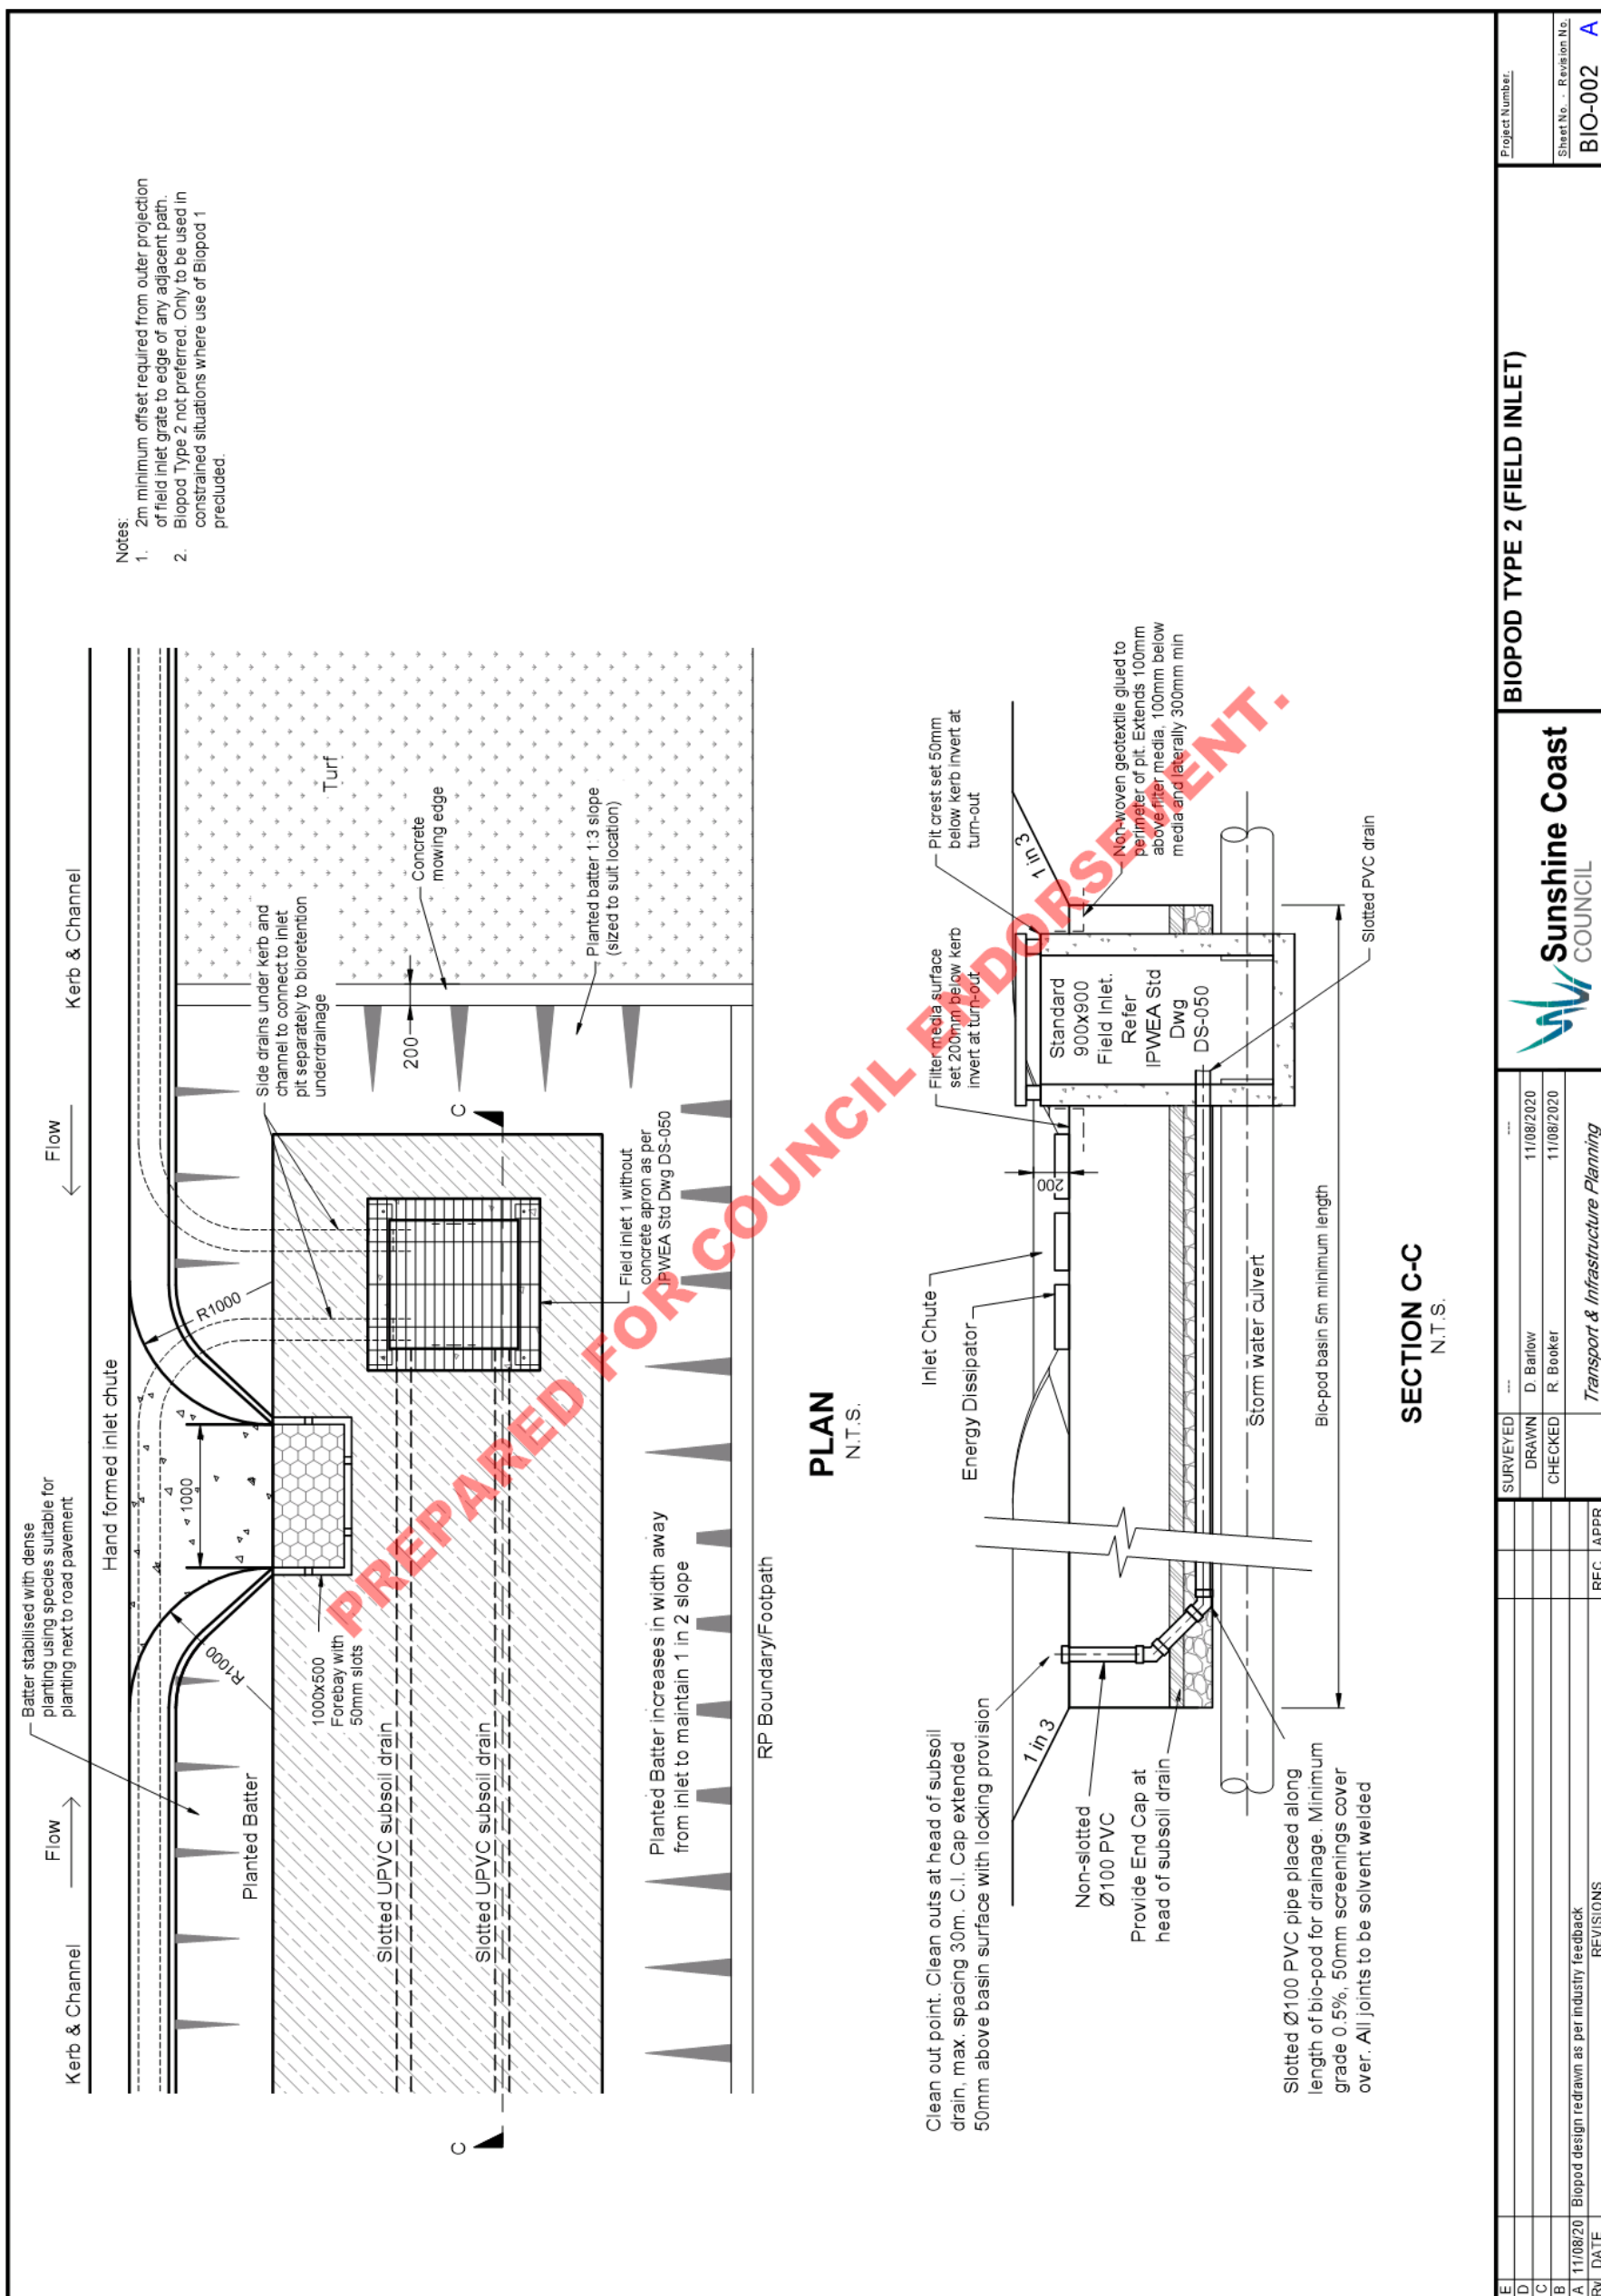 Notes:
1. 2m minimum offset required from outer projection
of field inlet grate to edge of any adjacent path.
2. Biopod Type 2 not preferred. Only to be used in
constrained situations where use of Biopod 1
precluded.
Kerb & Channel
Flow
Batter stabilised with dense
planting using species suitable for
planting next to road pavement
Hand formed inlet chute
Flow
Kerb & Channel
Planted Batter
R1000
1000
R1000
1000x500
Forebay with
50mm slots
Side drains under kerb and
channel to connect to inlet
pit separately to bioretention
underdrainage
Turf
Concrete
mowing edge
200
Planted batter 1:3 slope
(sized to suit location)
Slotted UPVC subsoil drain
Slotted UPVC subsoil drain
C
C
Field inlet 1 without
concrete apron as per
IPWEA Std Dwg DS-050
Planted Batter increases in width away
from inlet to maintain 1 in 2 slope
RP Boundary/Footpath
PLAN
N.T.S.
PREPARED FOR COUNCIL ENDORSEMENT.
Clean out point. Clean outs at head of subsoil
drain, max. spacing 30m. C.I. Cap extended
50mm above basin surface with locking provision
Inlet Chute
Energy Dissipator
Filter media surface
set 200mm below kerb
invert at turn-out
Pit crest set 50mm
below kerb invert at
turn-out
1 in 3
1 in 3
200
Non-slotted
Ø100 PVC
Provide End Cap at
head of subsoil drain
Standard
900x900
Field Inlet.
Refer
IPWEA Std
Dwg
DS-050
Non-woven geotextile glued to
perimeter of pit. Extends 100mm
above filter media, 100mm below
media and laterally 300mm min
Storm water culvert
Slotted PVC drain
Slotted Ø100 PVC pipe placed along
length of bio-pod for drainage. Minimum
grade 0.5%, 50mm screenings cover
over. All joints to be solvent welded
Bio-pod basin 5m minimum length
SECTION C-C
N.T.S.
E
D
C
B
A 11/08/20 Biopod design redrawn as per industry feedback
Rv DATE REVISIONS REC APPR
SURVEYED --- ---
DRAWN D. Barlow 11/08/2020
CHECKED R. Booker 11/08/2020
Transport & Infrastructure Planning
Sunshine Coast
COUNCIL
BIOPOD TYPE 2 (FIELD INLET)
Project Number.
Sheet No. - Revision No.
BIO-002 A